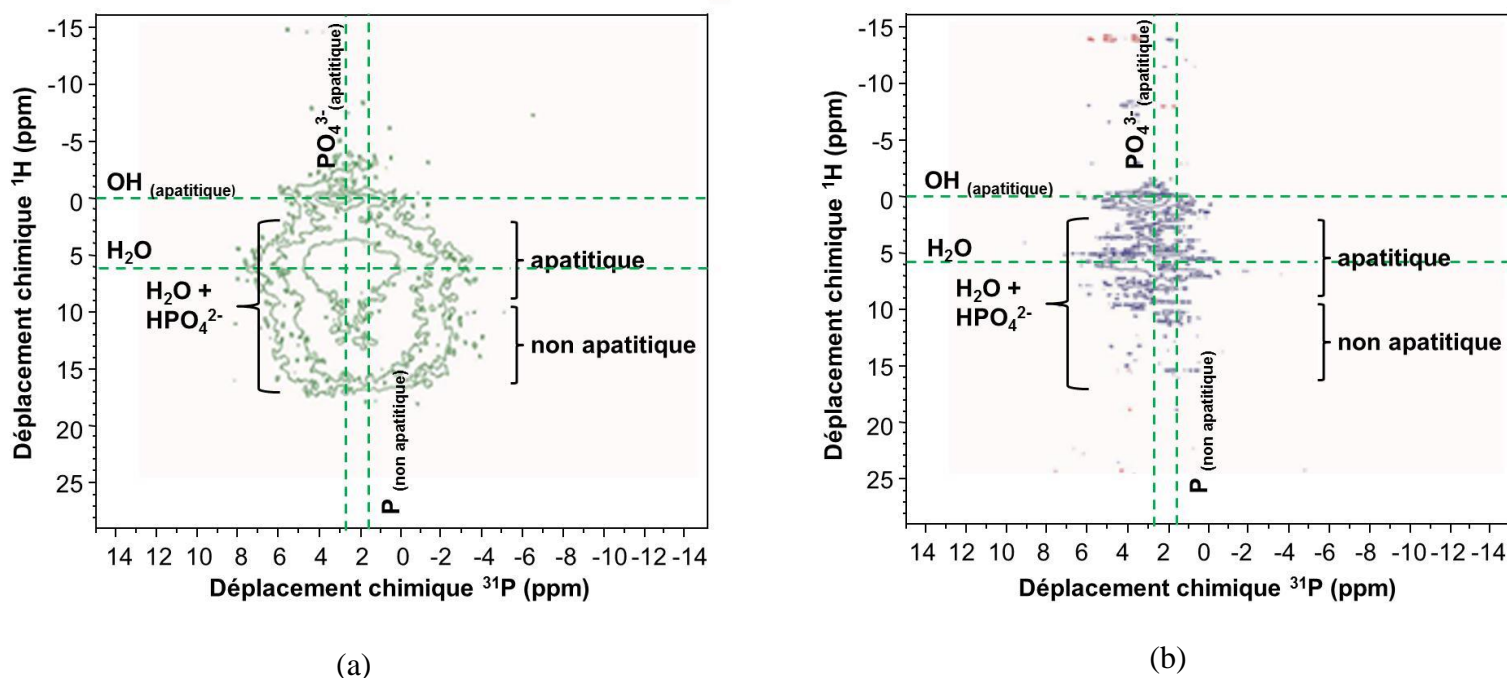 -15
-10
-5
0
5
10
15
20
25
Déplacement chimique ¹H (ppm)
PO₄³⁻ (apatitique)
OH (apatitique)
H₂O
H₂O +
HPO₄²⁻
apatitique
non apatitique
P (non apatitique)
14 12 10 8 6 4 2 0 -2 -4 -6 -8 -10 -12 -14
Déplacement chimique ³¹P (ppm)
(a)
-15
-10
-5
0
5
10
15
20
25
Déplacement chimique ¹H (ppm)
PO₄³⁻ (apatitique)
OH (apatitique)
H₂O
H₂O +
HPO₄²⁻
apatitique
non apatitique
P (non apatitique)
14 12 10 8 6 4 2 0 -2 -4 -6 -8 -10 -12 -14
Déplacement chimique ³¹P (ppm)
(b)